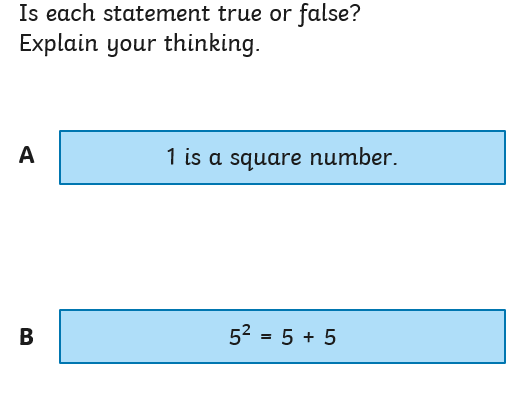 Is each statement true or false?
Explain your thinking.
A
1 is a square number.
B
5² = 5 + 5